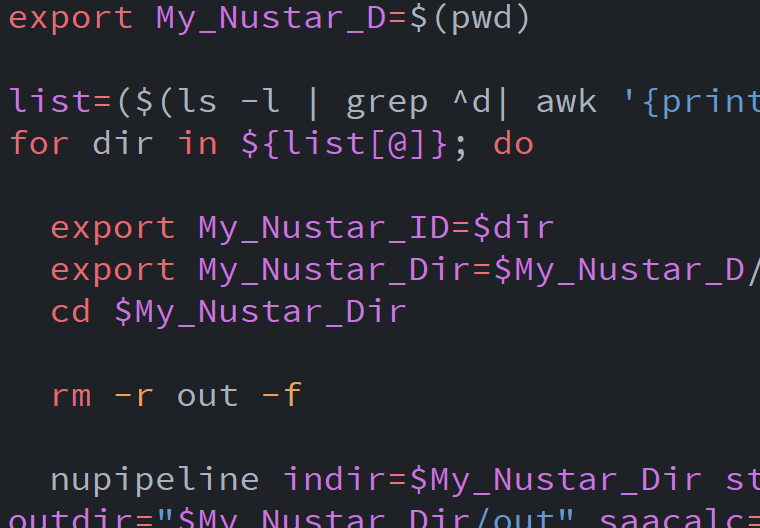 export My_Nustar_D=$(pwd)
list=($(ls -l | grep ^d| awk '{print
for dir in ${list[@]}; do
export My_Nustar_ID=$dir
export My_Nustar_Dir=$My_Nustar_D/
cd $My_Nustar_Dir
rm -r out -f
nupipeline indir=$My_Nustar_Dir st
outdir="$My_Nustar_Dir/out" saacalc=